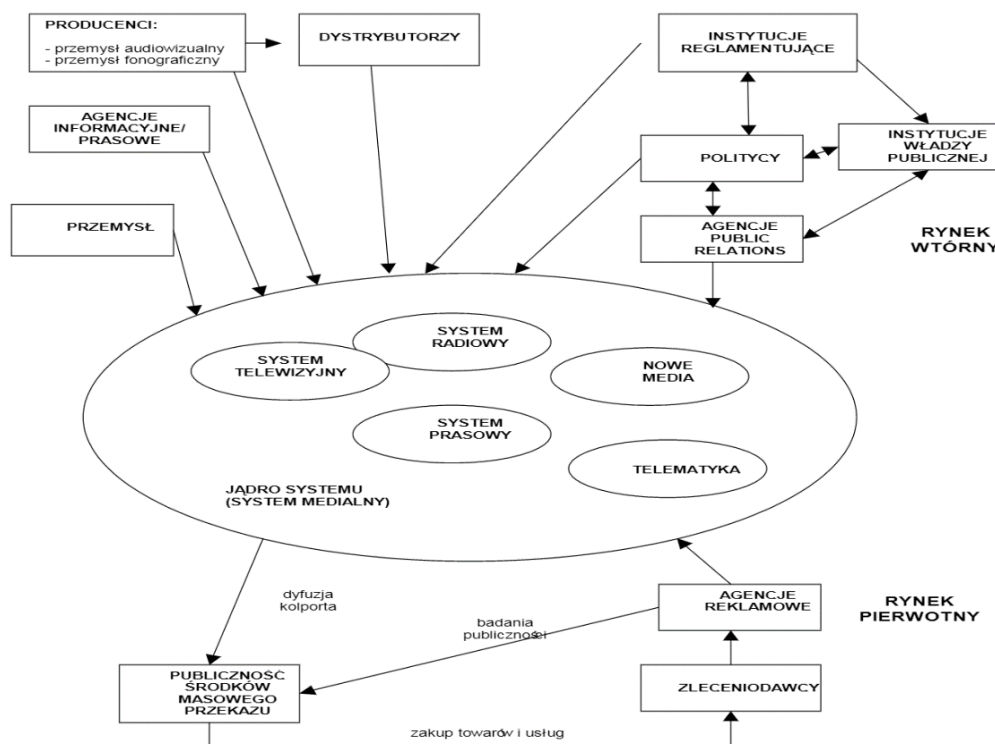 PRODUCENCI:
- przemysł audiowizualny
- przemysł fonograficzny
DYSTRYBUTORZY
INSTYTUCJE
REGLAMENTUJĄCE
AGENCJE
INFORMACYJNE/
PRASOWE
POLITYCY
INSTYTUCJE
WŁADZY
PUBLICZNEJ
PRZEMYSŁ
AGENCJE
PUBLIC
RELATIONS
RYNEK
WTÓRNY
SYSTEM
RADIOWY
SYSTEM
TELEWIZYJNY
NOWE
MEDIA
SYSTEM
PRASOWY
TELEMATYKA
JĄDRO SYSTEMU
(SYSTEM MEDIALNY)
dyfuzja
kolporta
badania
publiczności
AGENCJE
REKLAMOWE
RYNEK
PIERWOTNY
PUBLICZNOŚĆ
ŚRODKÓW
MASOWEGO
PRZEKAZU
ZLECENIODAWCY
zakup towarów i usług